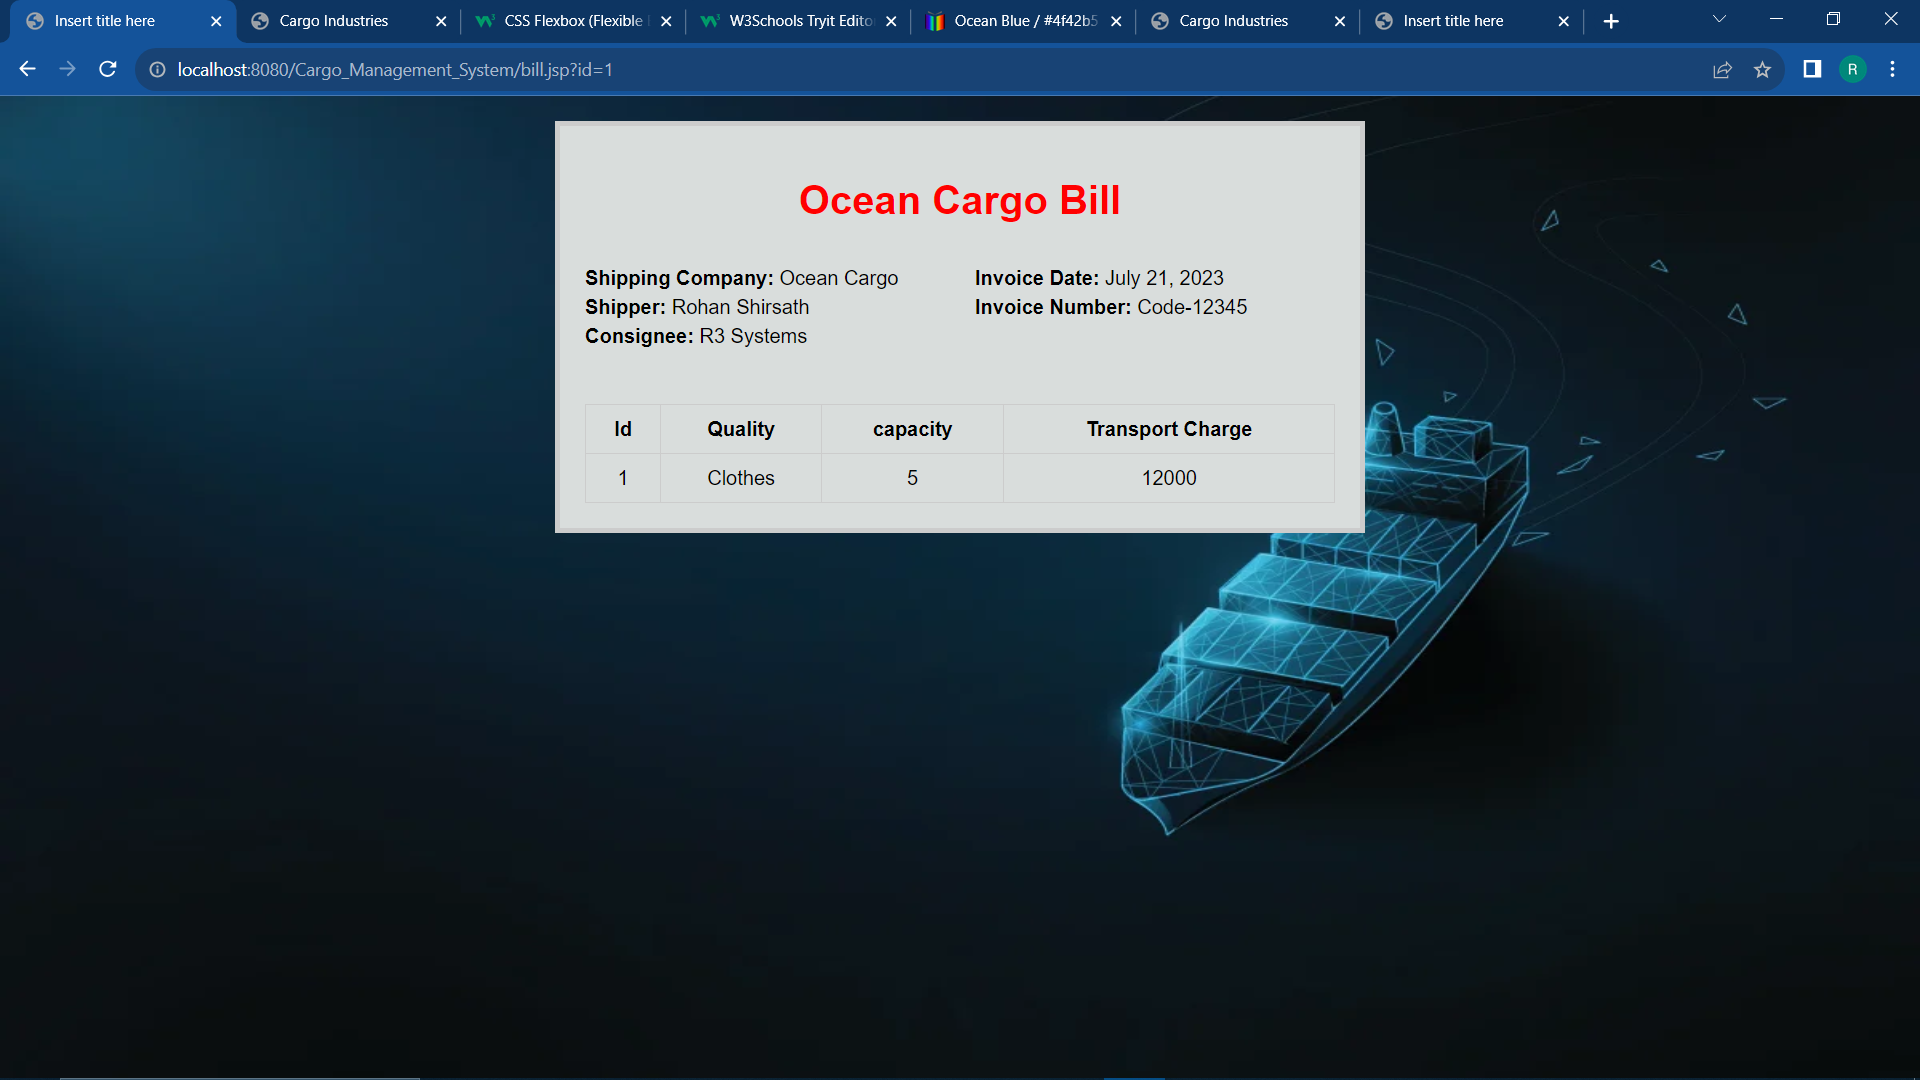 Insert title here
Cargo Industries
CSS Flexbox (Flexible
W3Schools Tryit Edito
Ocean Blue / #4f42b5
Cargo Industries
Insert title here
localhost:8080/Cargo_Management_System/bill.jsp?id=1
R
Ocean Cargo Bill
Shipping Company: Ocean Cargo
Shipper: Rohan Shirsath
Consignee: R3 Systems
Invoice Date: July 21, 2023
Invoice Number: Code-12345
Id Quality capacity Transport Charge
1 Clothes 5 12000